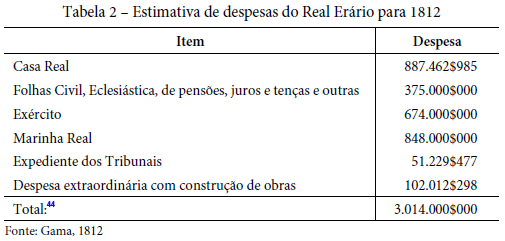 Tabela 2 – Estimativa de despesas do Real Erário para 1812
Item Despesa
Casa Real 887.462$985
Folhas Civil, Eclesiástica, de pensões, juros e tenças e outras 375.000$000
Exército 674.000$000
Marinha Real 848.000$000
Expediente dos Tribunais 51.229$477
Despesa extraordinária com construção de obras 102.012$298
Total:44 3.014.000$000
Fonte: Gama, 1812